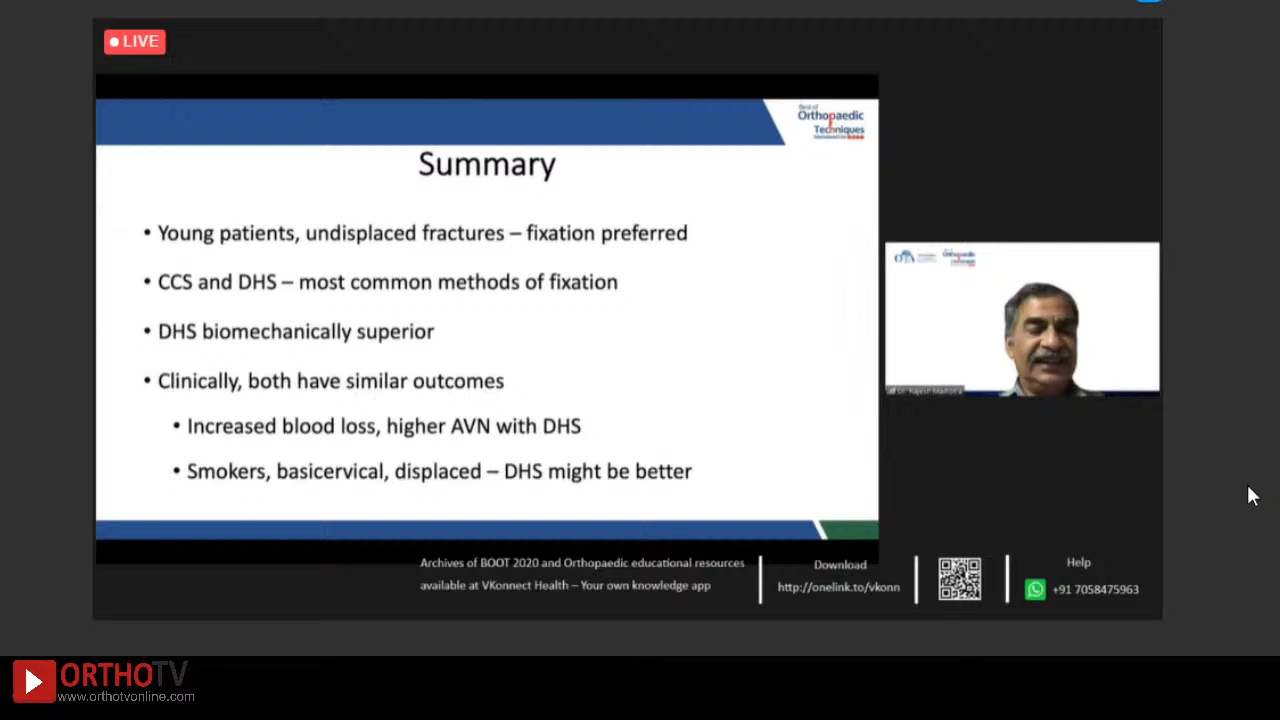 LIVE
Best of
Orthopaedic
Techniques
Summary
• Young patients, undisplaced fractures – fixation preferred
• CCS and DHS – most common methods of fixation
• DHS biomechanically superior
• Clinically, both have similar outcomes
• Increased blood loss, higher AVN with DHS
• Smokers, basicervical, displaced – DHS might be better
Archives of BOOT 2020 and Orthopaedic educational resources
available at VKonnect Health – Your own knowledge app
Download
http://onelink.to/vkonn
Help
+91 7058475963
ORTHOTV
www.orthotvonline.com